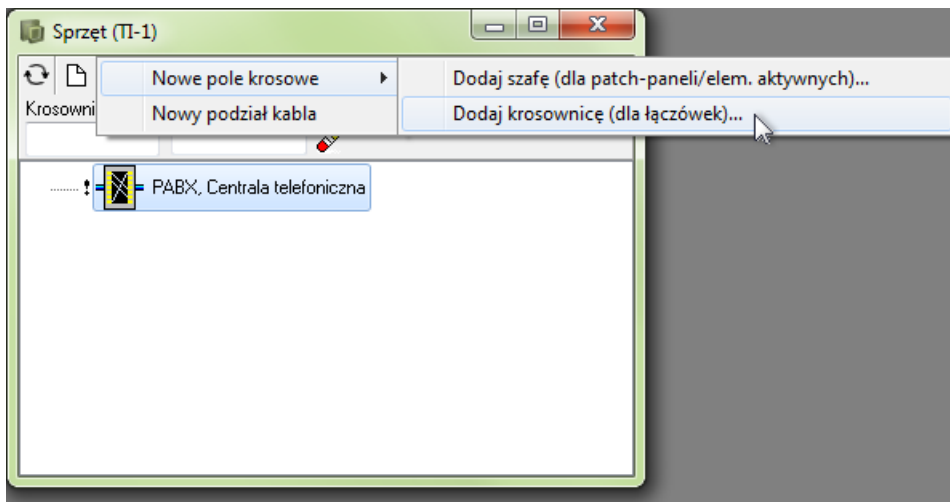 Sprzęt (TI-1)
Nowe pole krosowe
Dodaj szafę (dla patch-paneli/elem. aktywnych)...
Krosowni
Nowy podział kabla
Dodaj krosownicę (dla łączówek)...
PABX, Centrala telefoniczna